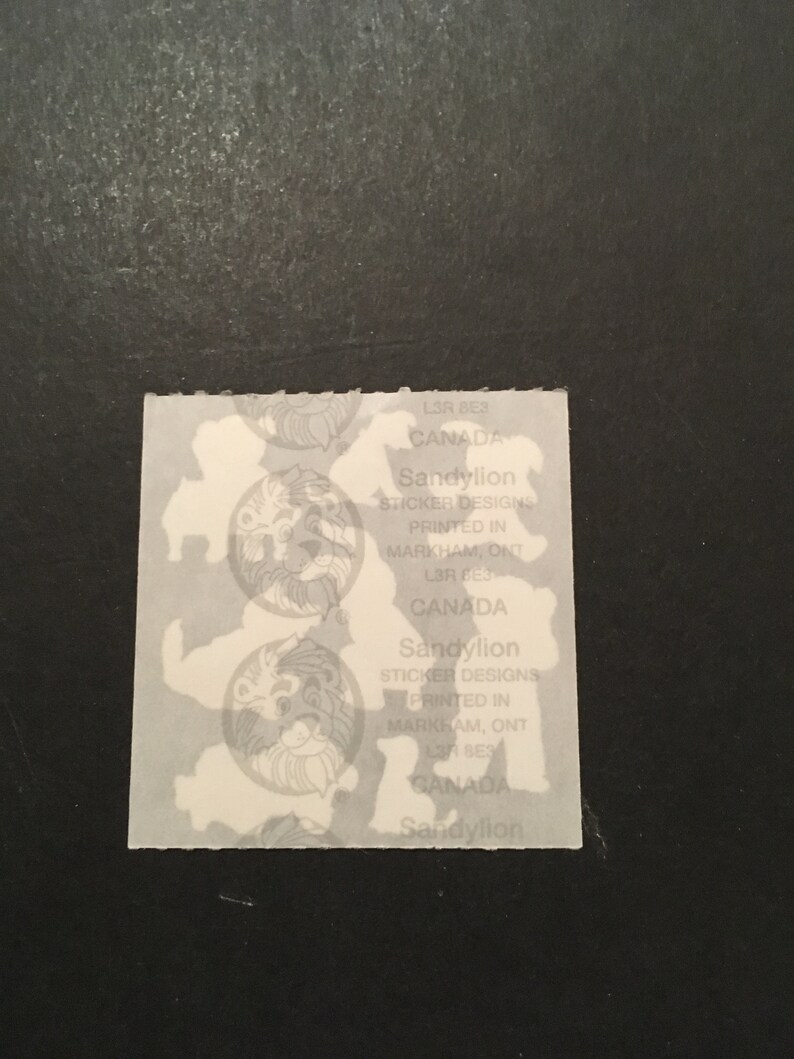 L3R 8E3
CANADA
®
Sandylion
STICKER DESIGNS
PRINTED IN
MARKHAM, ONT
L3R 8E3
CANADA
®
Sandylion
STICKER DESIGNS
PRINTED IN
MARKHAM, ONT
L3R 8E3
CANADA
®
Sandylion